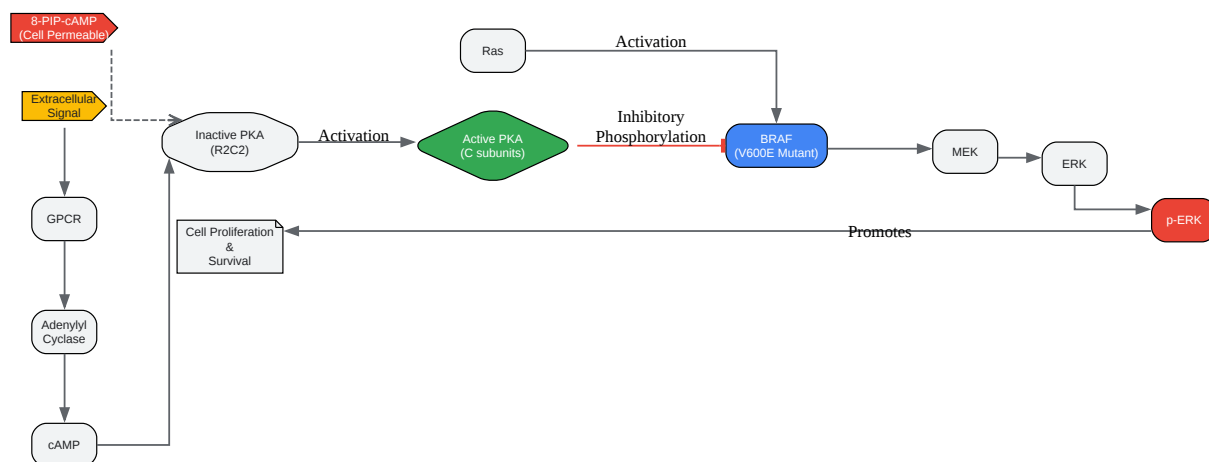 8-PIP-cAMP
(Cell Permeable)
Extracellular
Signal
GPCR
Adenylyl
Cyclase
cAMP
Inactive PKA
(R2C2)
Activation
Active PKA
(C subunits)
Inhibitory
Phosphorylation
Ras
Activation
BRAF
(V600E Mutant)
MEK
ERK
p-ERK
Promotes
Cell Proliferation
&
Survival